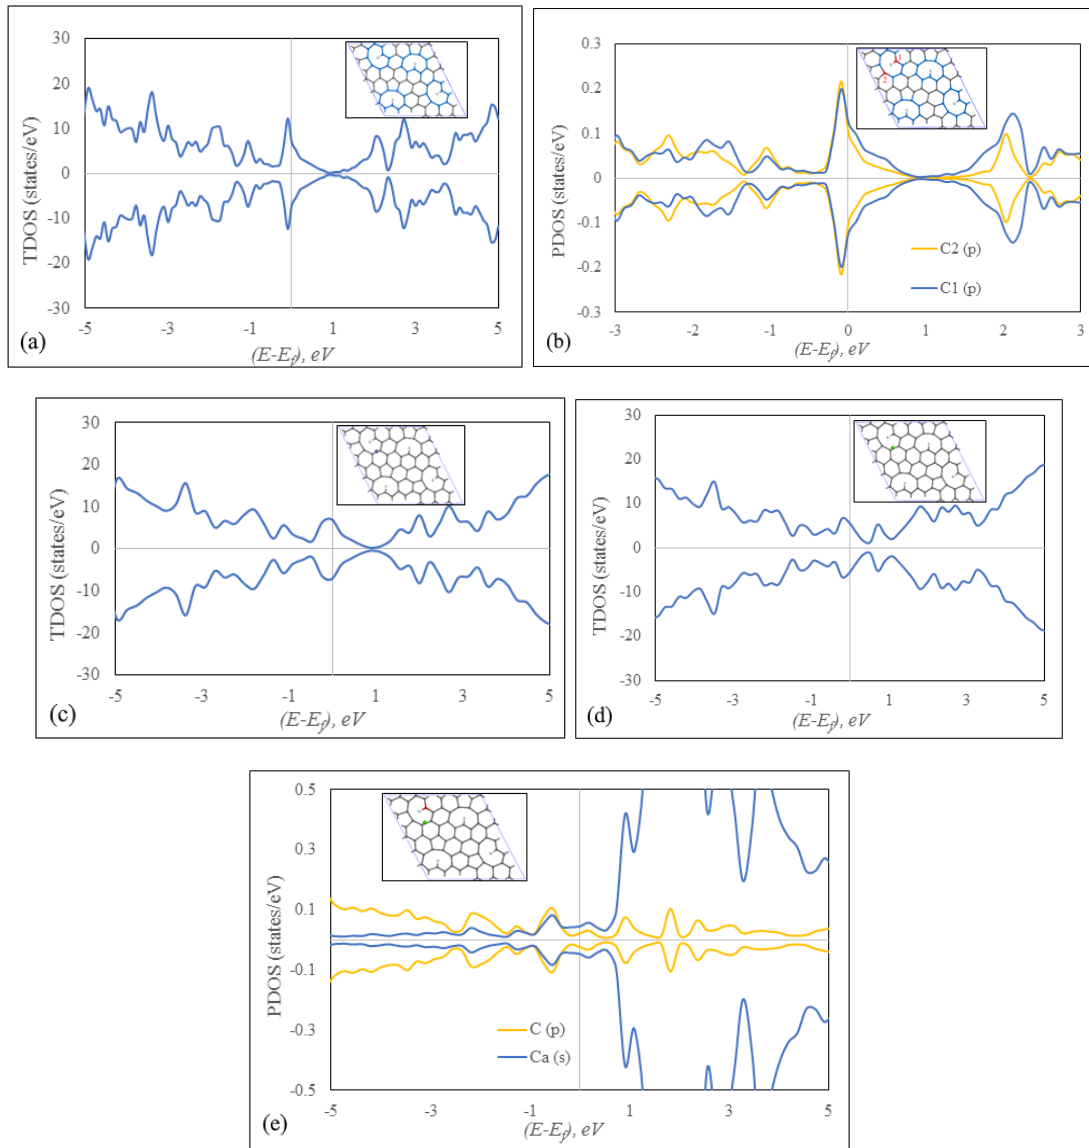 30
20
10
0
-10
-20
-30
TDOS (states/eV)
-5 -3 -1 1 3 5
(E-Ef), eV
(a)
0.3
0.2
0.1
0
-0.1
-0.2
-0.3
PDOS (states/eV)
1
2
C2 (p)
C1 (p)
-3 -2 -1 0 1 2 3
(E-Ef), eV
(b)
30
20
10
0
-10
-20
-30
TDOS (states/eV)
-5 -3 -1 1 3 5
(E-Ef), eV
(c)
30
20
10
0
-10
-20
-30
TDOS (states/eV)
-5 -3 -1 1 3 5
(E-Ef), eV
(d)
0.5
0.3
0.1
-0.1
-0.3
-0.5
PDOS (states/eV)
C (p)
Ca (s)
-5 -3 -1 1 3 5
(E-Ef), eV
(e)